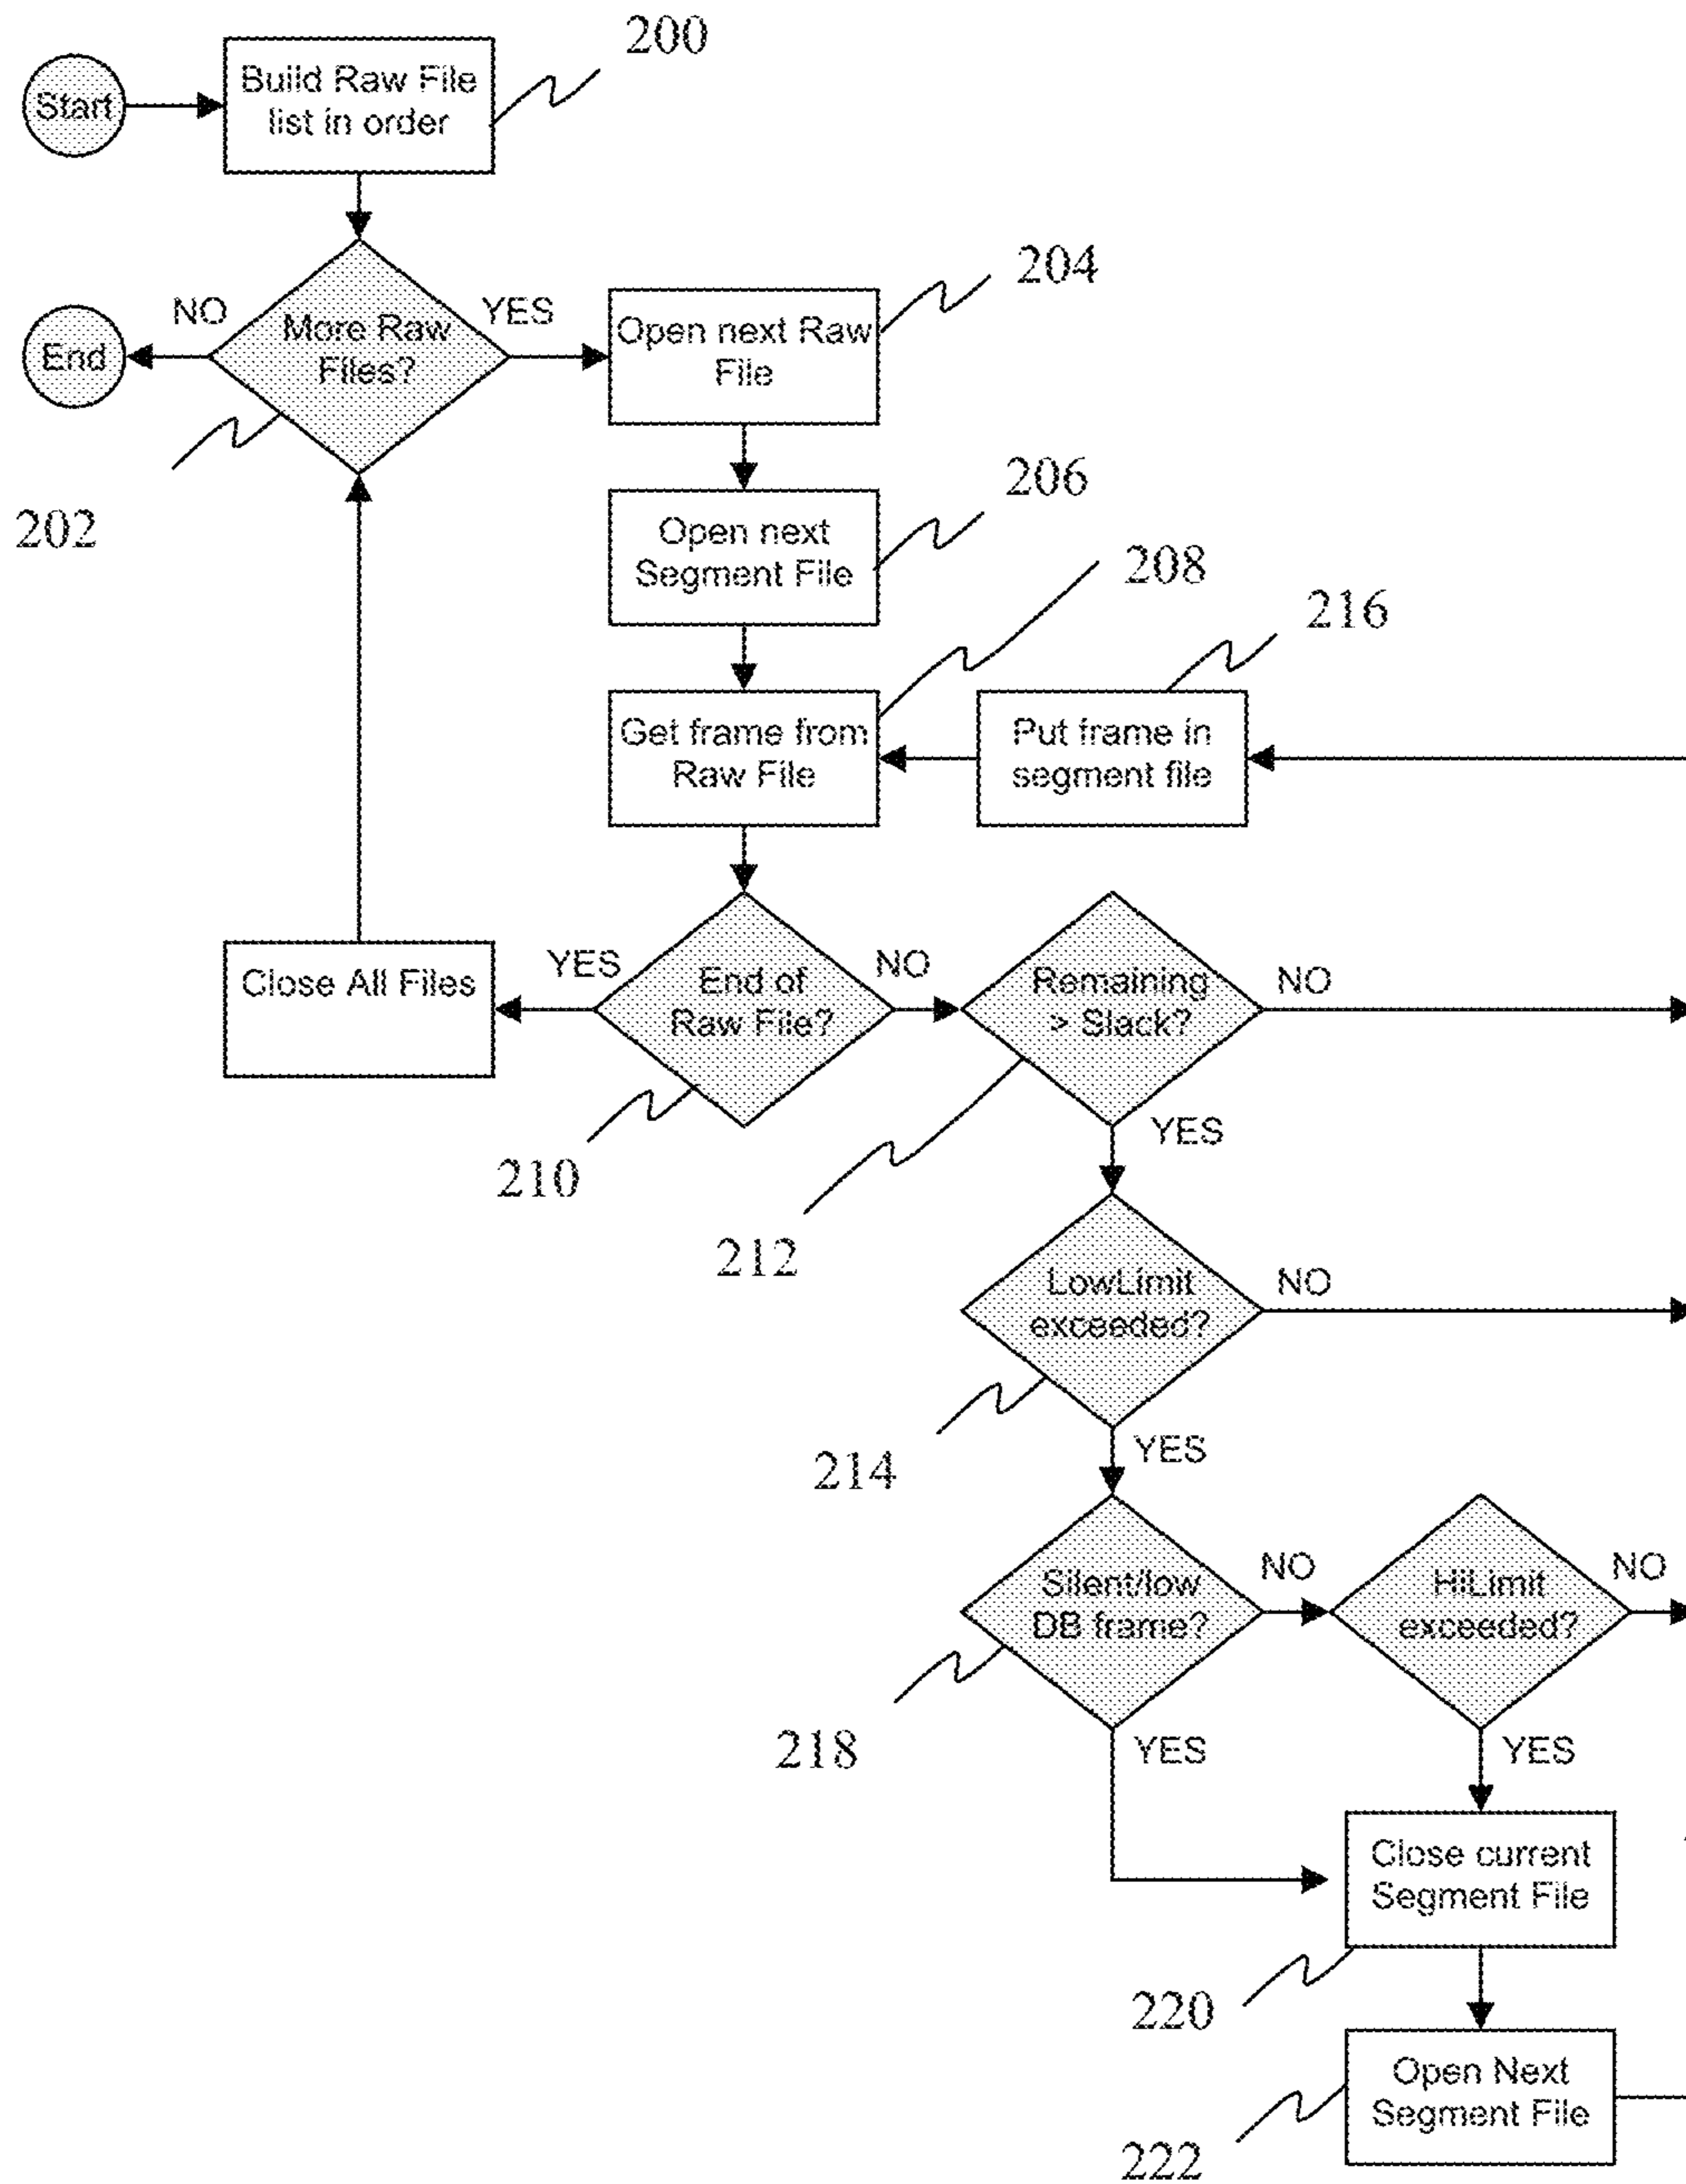 200
Build Raw File
list in order
Start
204
NO
YES
More Raw
Files?
End
Open next Raw
File
202
206
Open next
Segment File
208
216
Get frame from
Raw File
Put frame in
segment file
YES
NO
NO
Close All Files
End of
Raw File?
Remaining
> Slack?
YES
210
212
LowLimit
exceeded?
NO
YES
214
Silent/low
DB frame?
NO
HiLimit
exceeded?
NO
218
YES
YES
Close current
Segment File
220
Open Next
Segment File
222